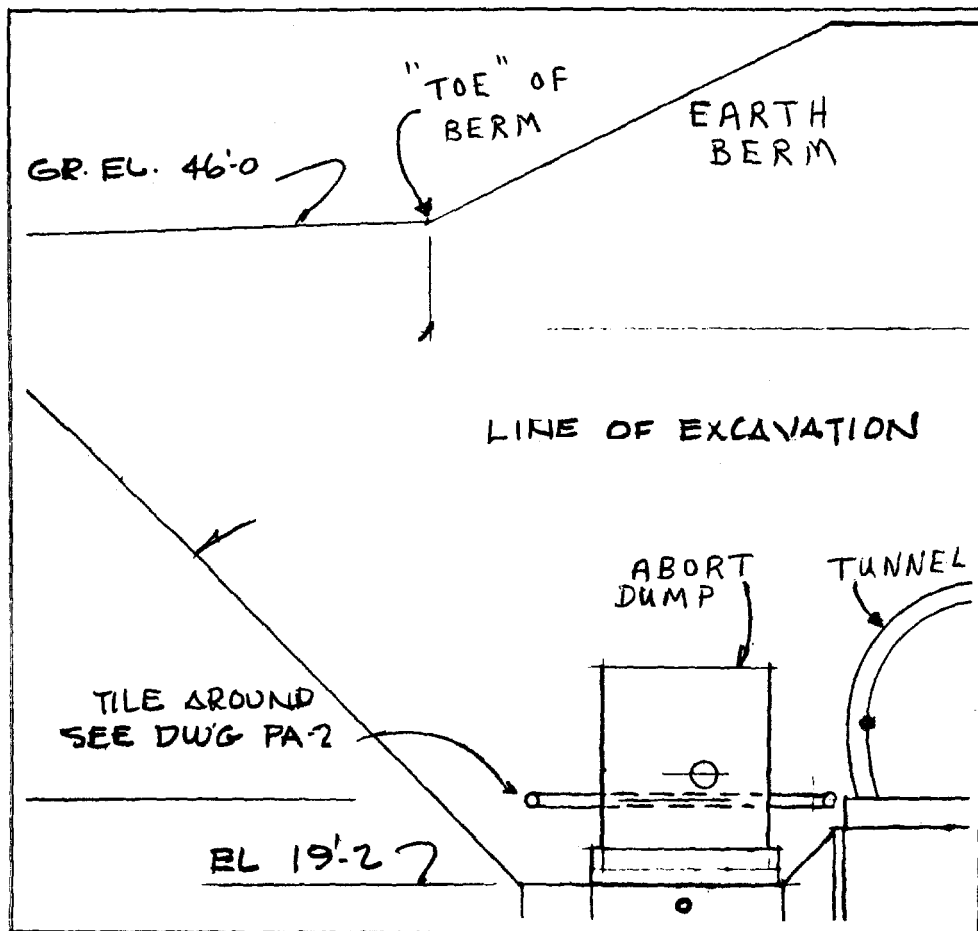 "TOE" OF
BERM
EARTH
BERM
GR. EL. 46'-0
LINE OF EXCAVATION
ABORT
DUMP
TUNNEL
TILE AROUND
SEE DWG PA-2
EL 19'-2